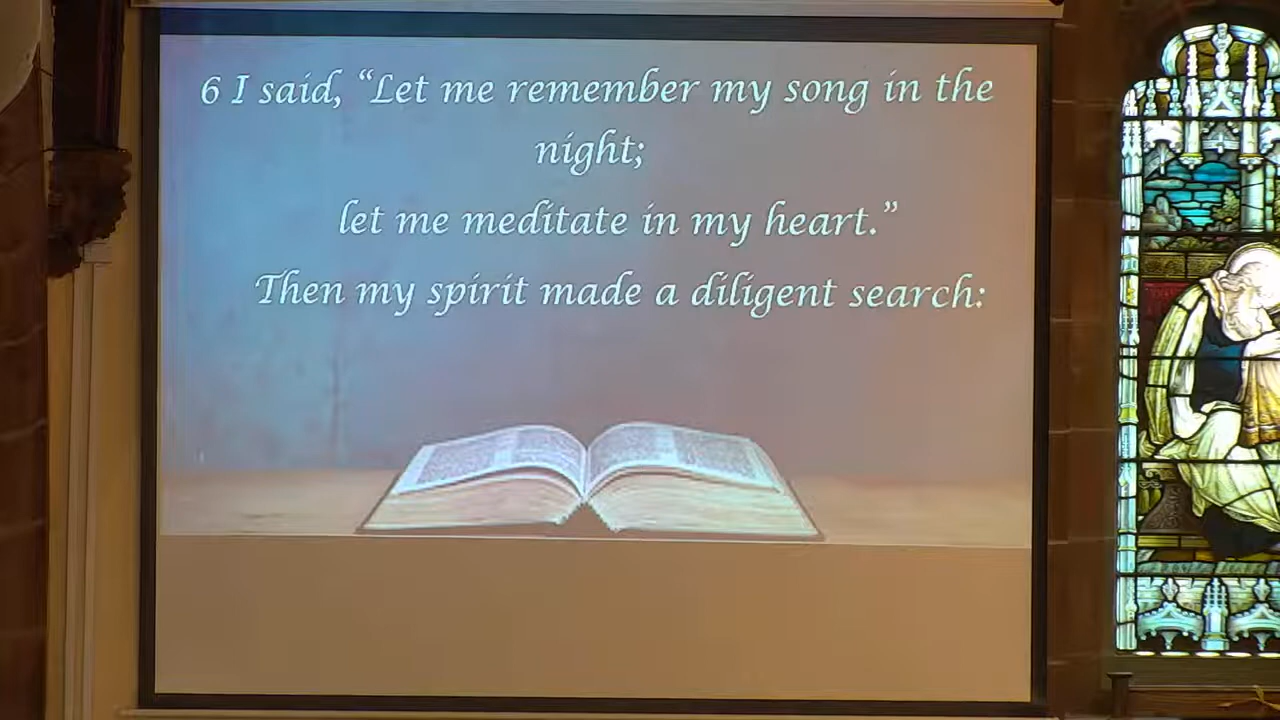 6 I said, “Let me remember my song in the
night;
let me meditate in my heart.”
Then my spirit made a diligent search: